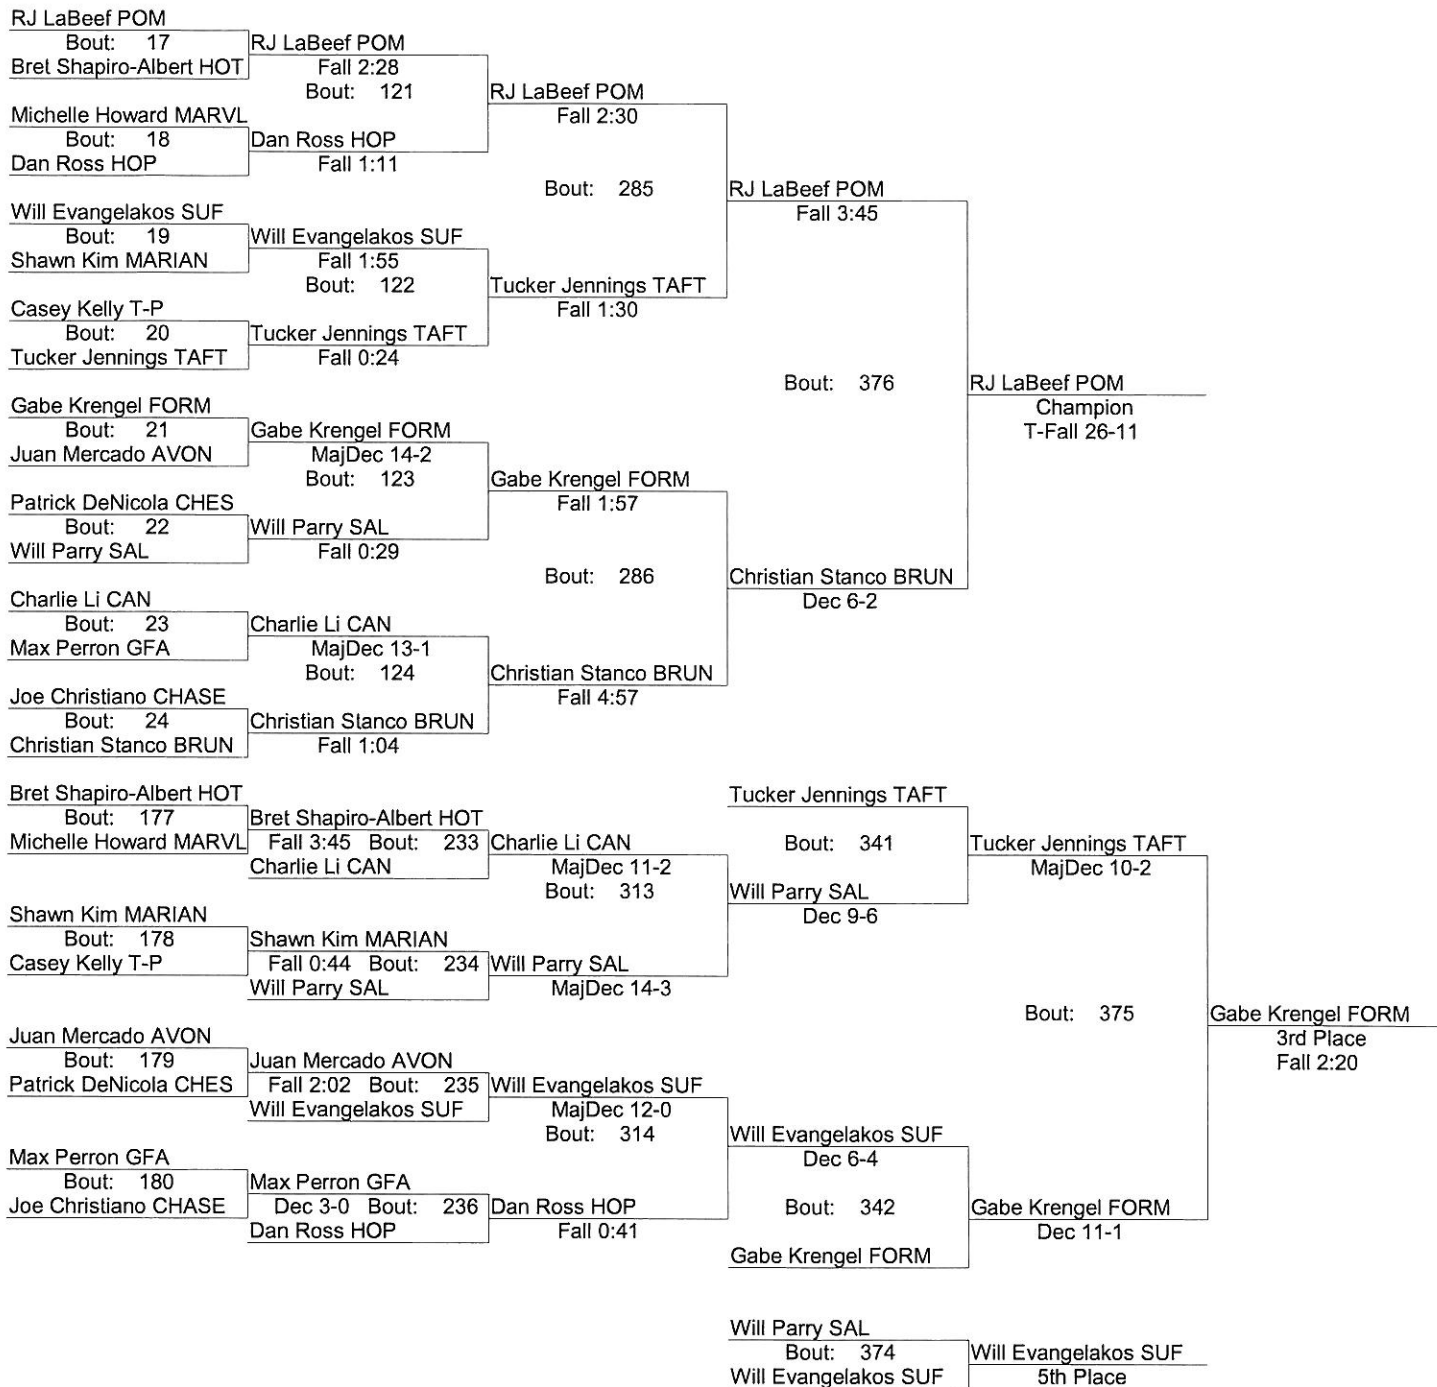 RJ LaBeef POM
Bout: 17
RJ LaBeef POM
Bret Shapiro-Albert HOT
Fall 2:28
Bout: 121
RJ LaBeef POM
Michelle Howard MARVL
Fall 2:30
Bout: 18
Dan Ross HOP
Dan Ross HOP
Fall 1:11
Bout: 285
RJ LaBeef POM
Will Evangelakos SUF
Fall 3:45
Bout: 19
Will Evangelakos SUF
Shawn Kim MARIAN
Fall 1:55
Bout: 122
Tucker Jennings TAFT
Casey Kelly T-P
Fall 1:30
Bout: 20
Tucker Jennings TAFT
Tucker Jennings TAFT
Fall 0:24
Bout: 376
RJ LaBeef POM
Gabe Krengel FORM
Champion
Bout: 21
Gabe Krengel FORM
T-Fall 26-11
Juan Mercado AVON
MajDec 14-2
Bout: 123
Gabe Krengel FORM
Patrick DeNicola CHES
Fall 1:57
Bout: 22
Will Parry SAL
Will Parry SAL
Fall 0:29
Bout: 286
Christian Stanco BRUN
Charlie Li CAN
Dec 6-2
Bout: 23
Charlie Li CAN
Max Perron GFA
MajDec 13-1
Bout: 124
Christian Stanco BRUN
Joe Christiano CHASE
Fall 4:57
Bout: 24
Christian Stanco BRUN
Christian Stanco BRUN
Fall 1:04
Bret Shapiro-Albert HOT
Tucker Jennings TAFT
Bout: 177
Bret Shapiro-Albert HOT
Michelle Howard MARVL
Fall 3:45 Bout: 233
Charlie Li CAN
Bout: 341
Tucker Jennings TAFT
Charlie Li CAN
MajDec 11-2
MajDec 10-2
Bout: 313
Will Parry SAL
Shawn Kim MARIAN
Dec 9-6
Bout: 178
Shawn Kim MARIAN
Casey Kelly T-P
Fall 0:44 Bout: 234
Will Parry SAL
Will Parry SAL
MajDec 14-3
Bout: 375
Gabe Krengel FORM
Juan Mercado AVON
3rd Place
Bout: 179
Juan Mercado AVON
Fall 2:20
Patrick DeNicola CHES
Fall 2:02 Bout: 235
Will Evangelakos SUF
Will Evangelakos SUF
MajDec 12-0
Bout: 314
Will Evangelakos SUF
Max Perron GFA
Dec 6-4
Bout: 180
Max Perron GFA
Joe Christiano CHASE
Dec 3-0 Bout: 236
Dan Ross HOP
Bout: 342
Gabe Krengel FORM
Dan Ross HOP
Fall 0:41
Dec 11-1
Gabe Krengel FORM
Will Parry SAL
Bout: 374
Will Evangelakos SUF
Will Evangelakos SUF
5th Place